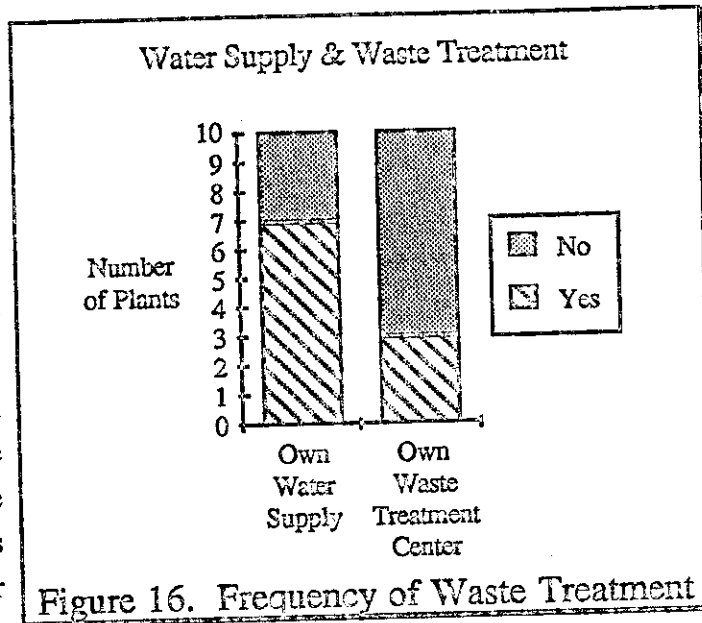 Water Supply & Waste Treatment
10
9
8
7
6
5
4
3
2
1
0
Number
of Plants
No
Yes
Own
Water
Supply
Own
Waste
Treatment
Center
Figure 16. Frequency of Waste Treatment